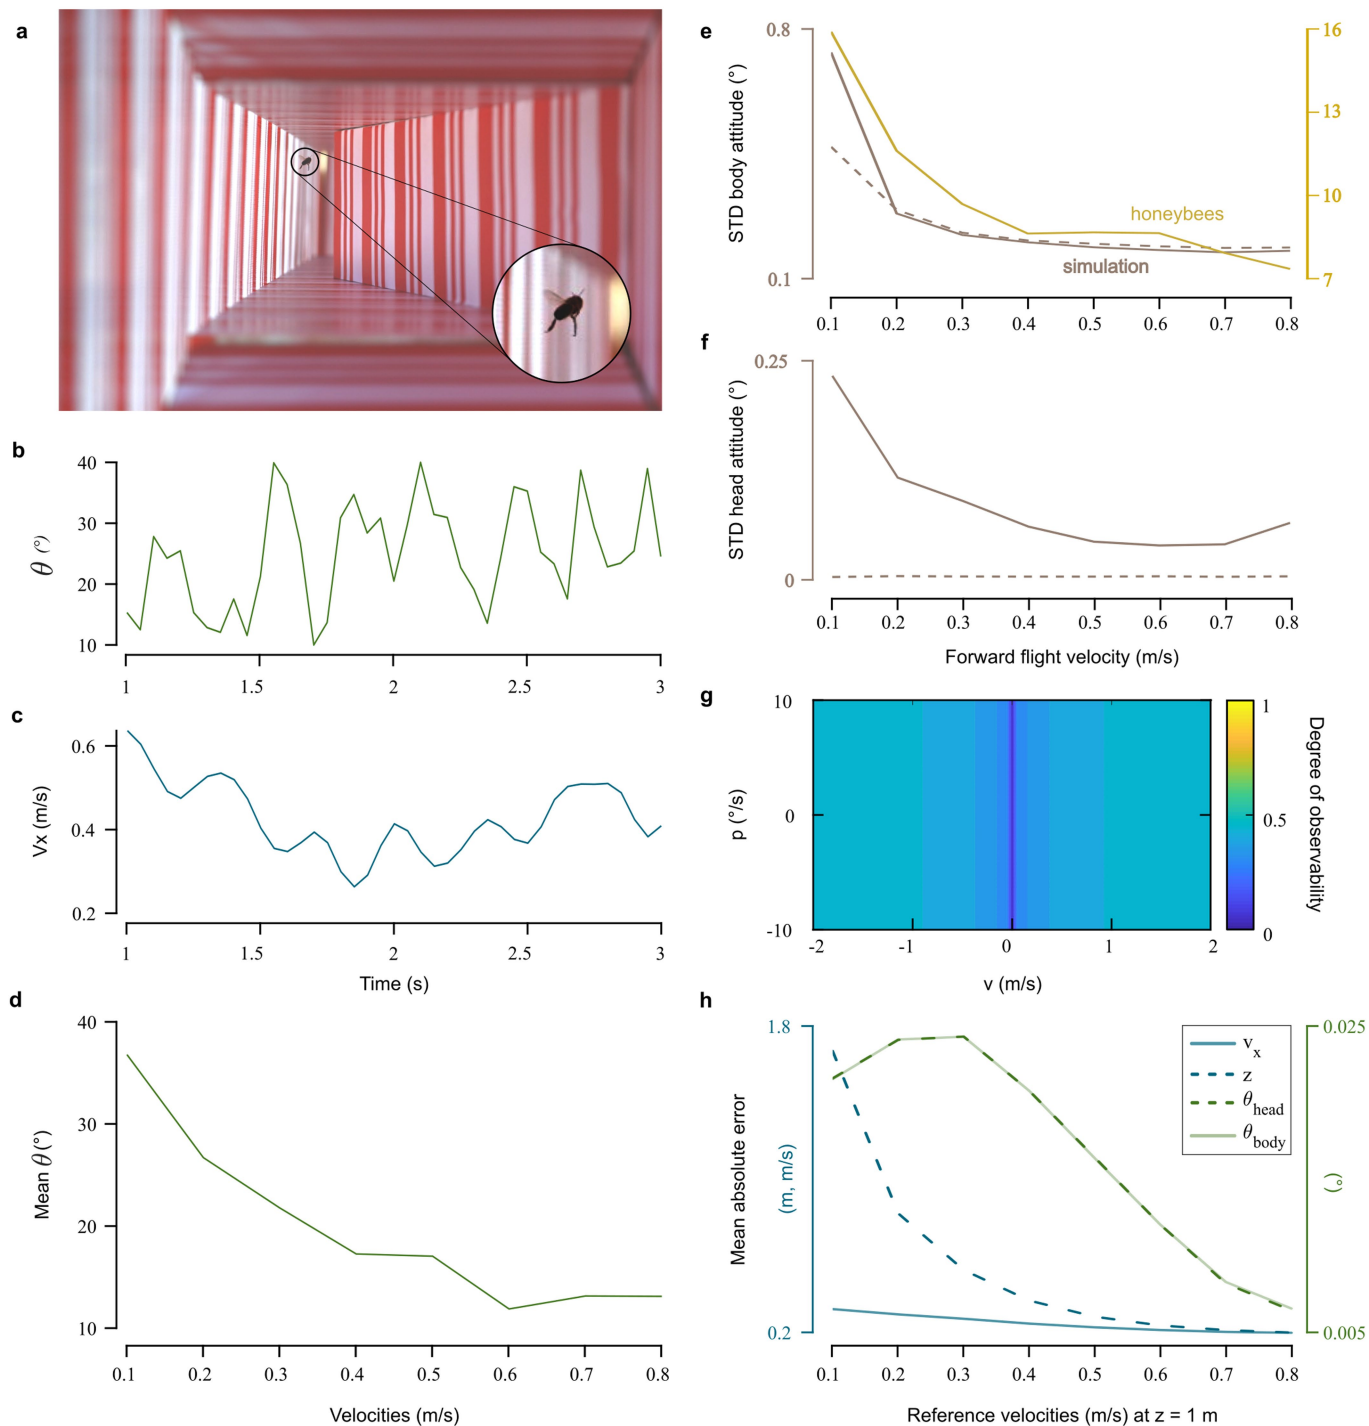 a
b
40
30
20
10
θ (°)
1 1.5 2 2.5 3
c
0.6
0.4
0.2
Vx (m/s)
1 1.5 2 2.5 3
Time (s)
d
40
30
20
10
Mean θ (°)
0.1 0.2 0.3 0.4 0.5 0.6 0.7 0.8
Velocities (m/s)
e
0.8
0.1
STD body attitude (°)
honeybees
simulation
16
13
10
7
0.1 0.2 0.3 0.4 0.5 0.6 0.7 0.8
f
0.25
0
STD head attitude (°)
0.1 0.2 0.3 0.4 0.5 0.6 0.7 0.8
Forward flight velocity (m/s)
g
10
0
-10
p (°/s)
-2 -1 0 1 2
v (m/s)
1
0.5
0
Degree of observability
h
1.8
0.2
Mean absolute error
(m, m/s)
v_x
z
θ_head
θ_body
0.025
0.005
(°)
0.1 0.2 0.3 0.4 0.5 0.6 0.7 0.8
Reference velocities (m/s) at z = 1 m